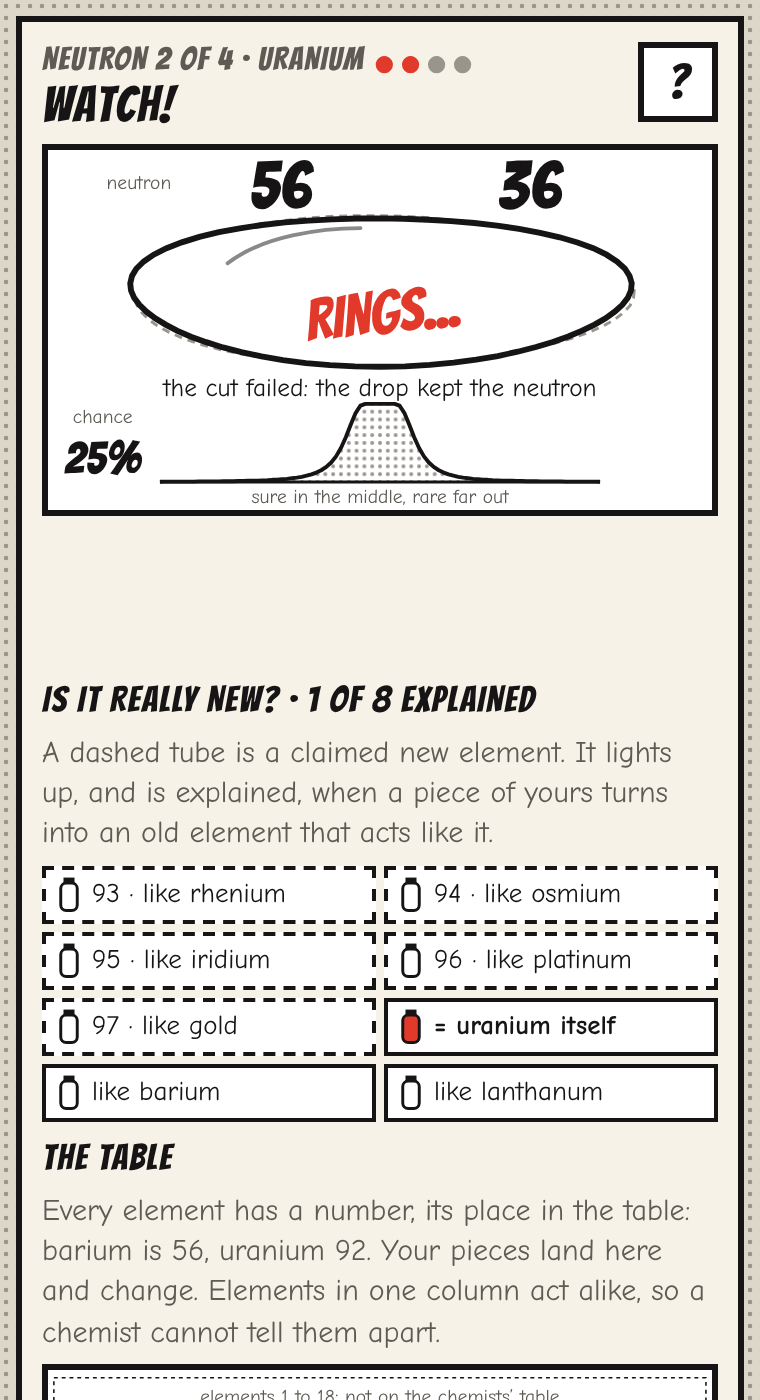 NEUTRON 2 OF 4 · URANIUM
WATCH!
?
neutron
56
36
RINGS...
the cut failed: the drop kept the neutron
chance
25%
sure in the middle, rare far out
IS IT REALLY NEW? · 1 OF 8 EXPLAINED
A dashed tube is a claimed new element. It lights
up, and is explained, when a piece of yours turns
into an old element that acts like it.
93 · like rhenium
94 · like osmium
95 · like iridium
96 · like platinum
97 · like gold
= uranium itself
like barium
like lanthanum
THE TABLE
Every element has a number, its place in the table:
barium is 56, uranium 92. Your pieces land here
and change. Elements in one column act alike, so a
chemist cannot tell them apart.
elements 1 to 18: not on the chemists' table